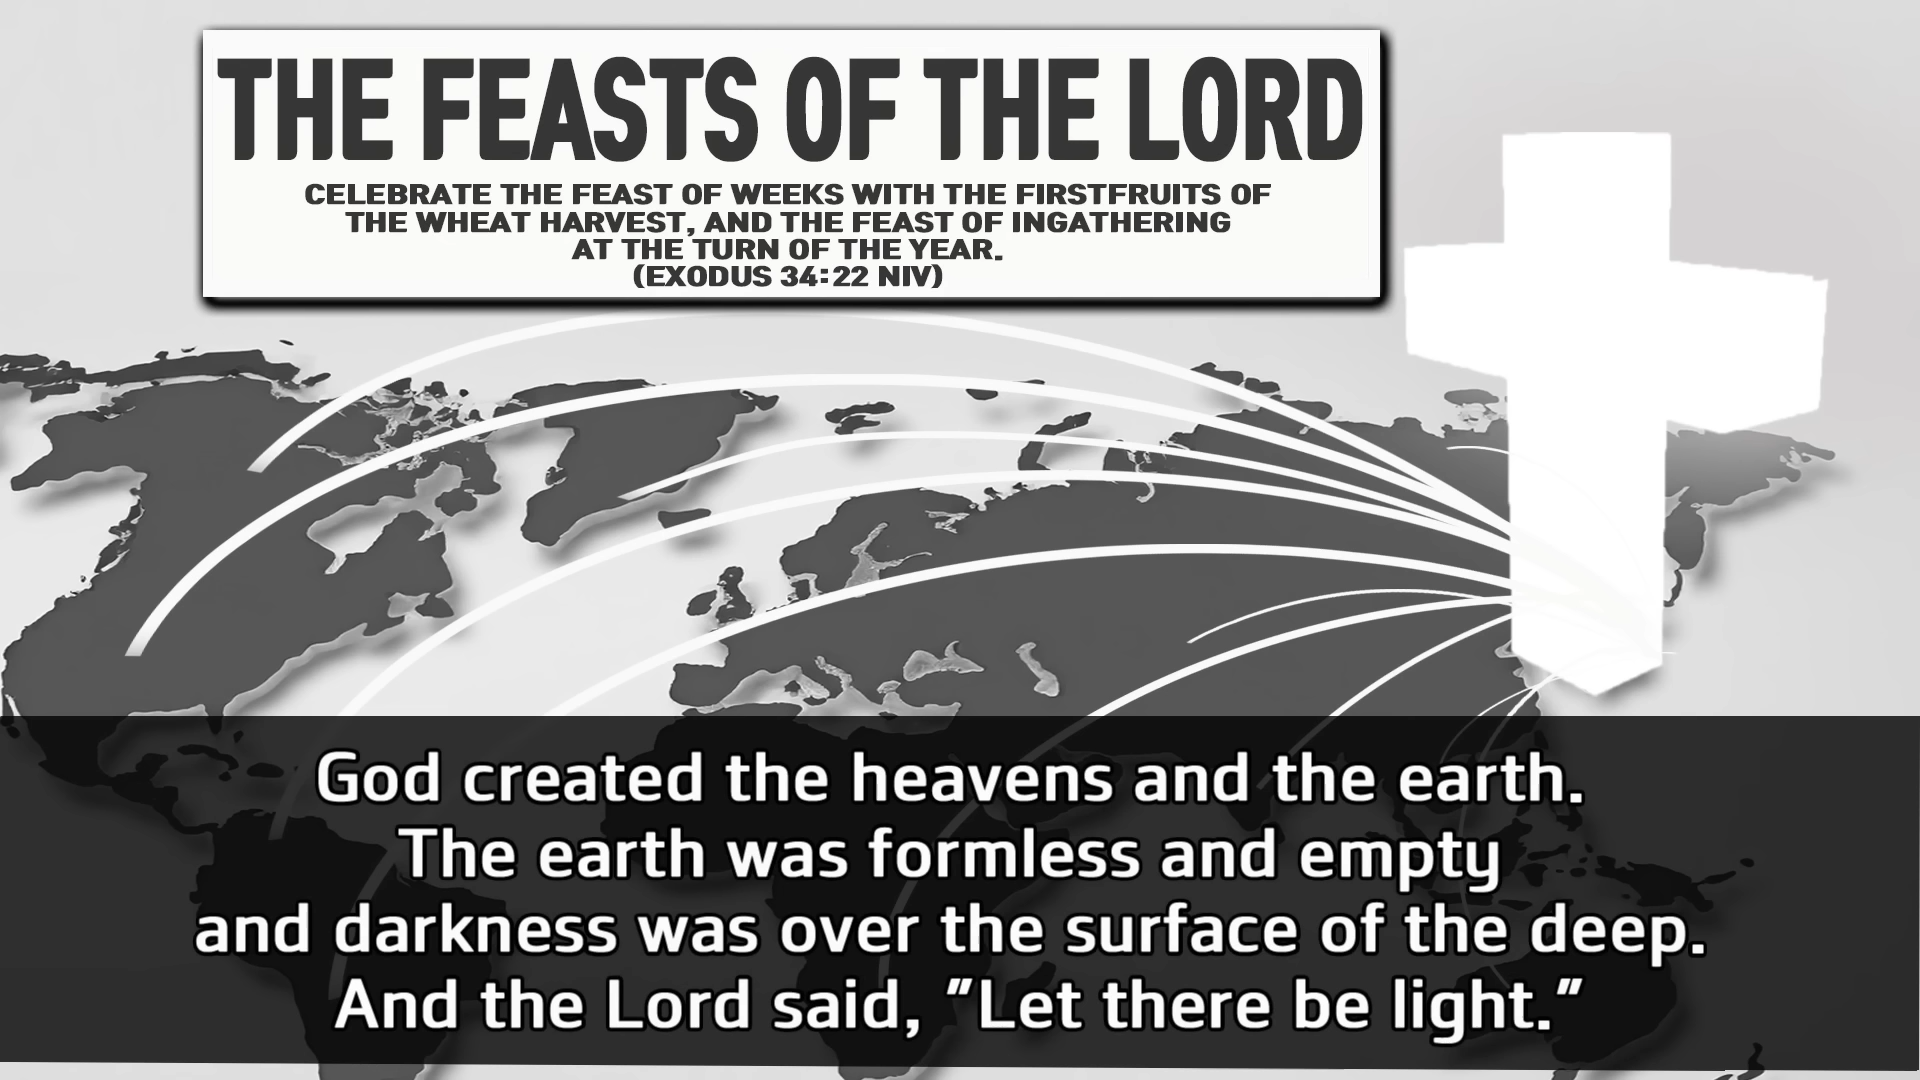 THE FEASTS OF THE LORD
CELEBRATE THE FEAST OF WEEKS WITH THE FIRSTFRUITS OF
THE WHEAT HARVEST, AND THE FEAST OF INGATHERING
AT THE TURN OF THE YEAR.
(EXODUS 34:22 NIV)
God created the heavens and the earth.
The earth was formless and empty
and darkness was over the surface of the deep.
And the Lord said, "Let there be light."